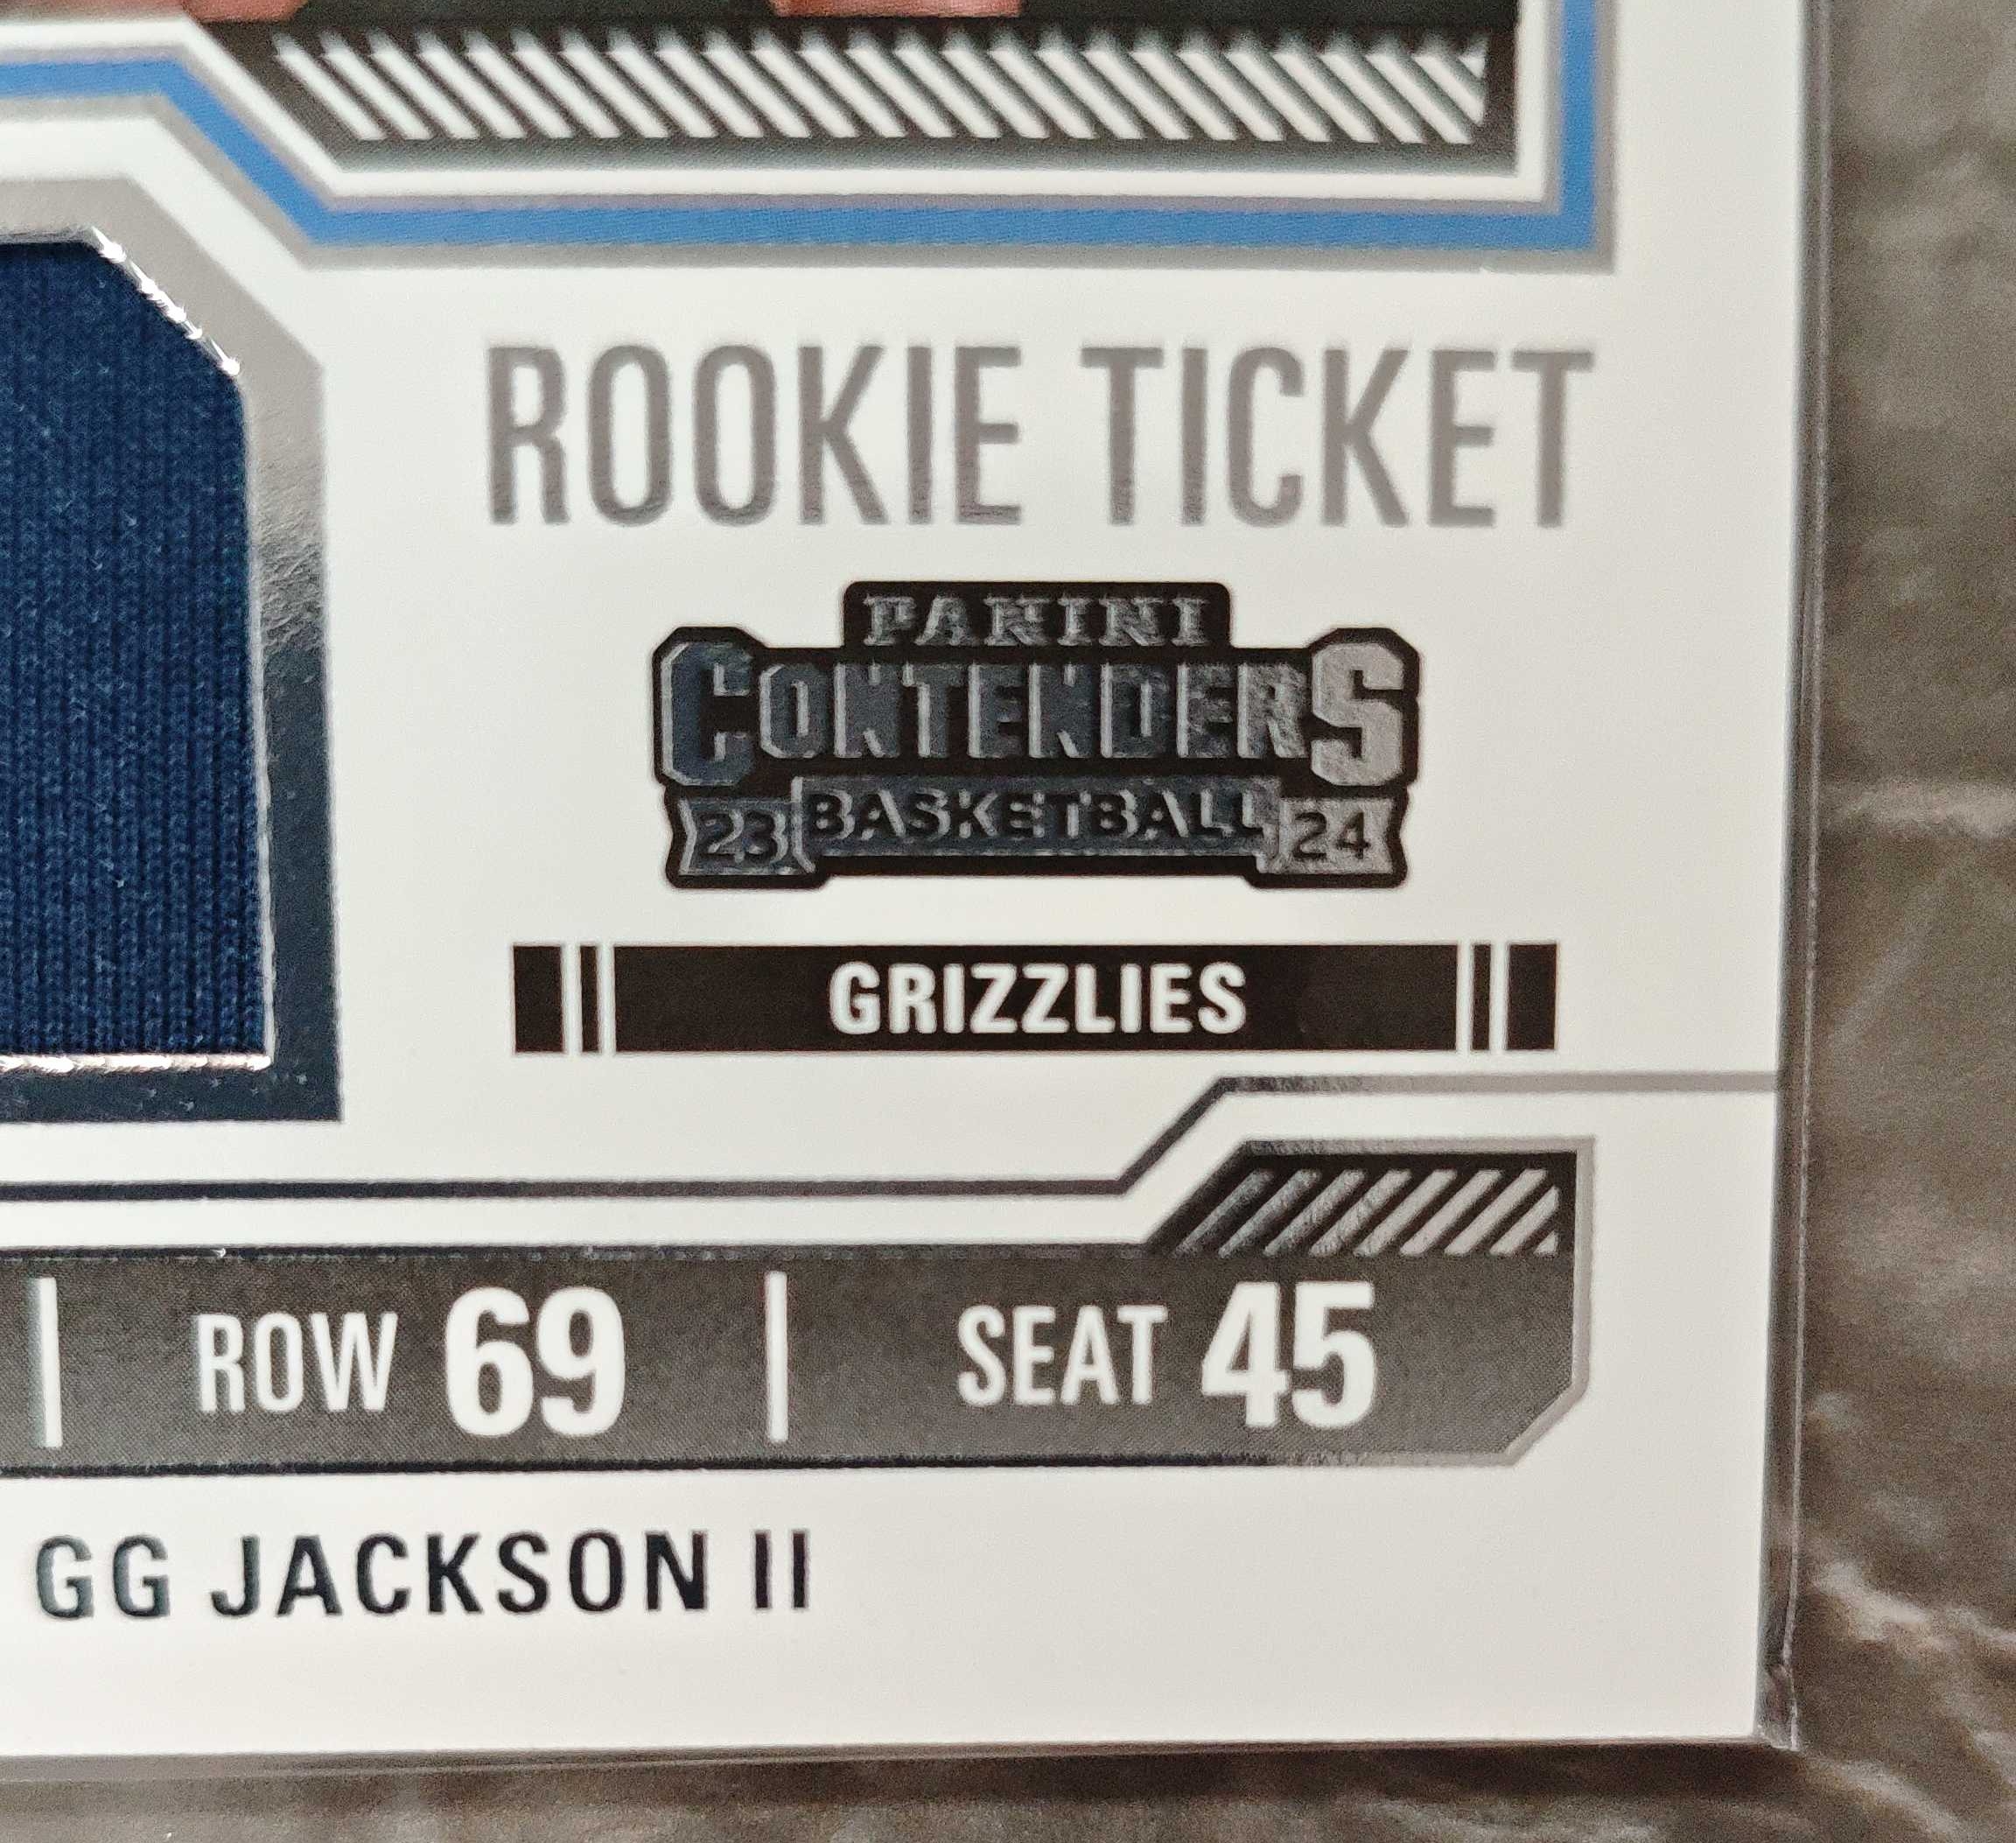 ROOKIE TICKET
PANINI
CONTENDERS
23 BASKETBALL 24
GRIZZLIES
ROW 69 SEAT 45
GG JACKSON II